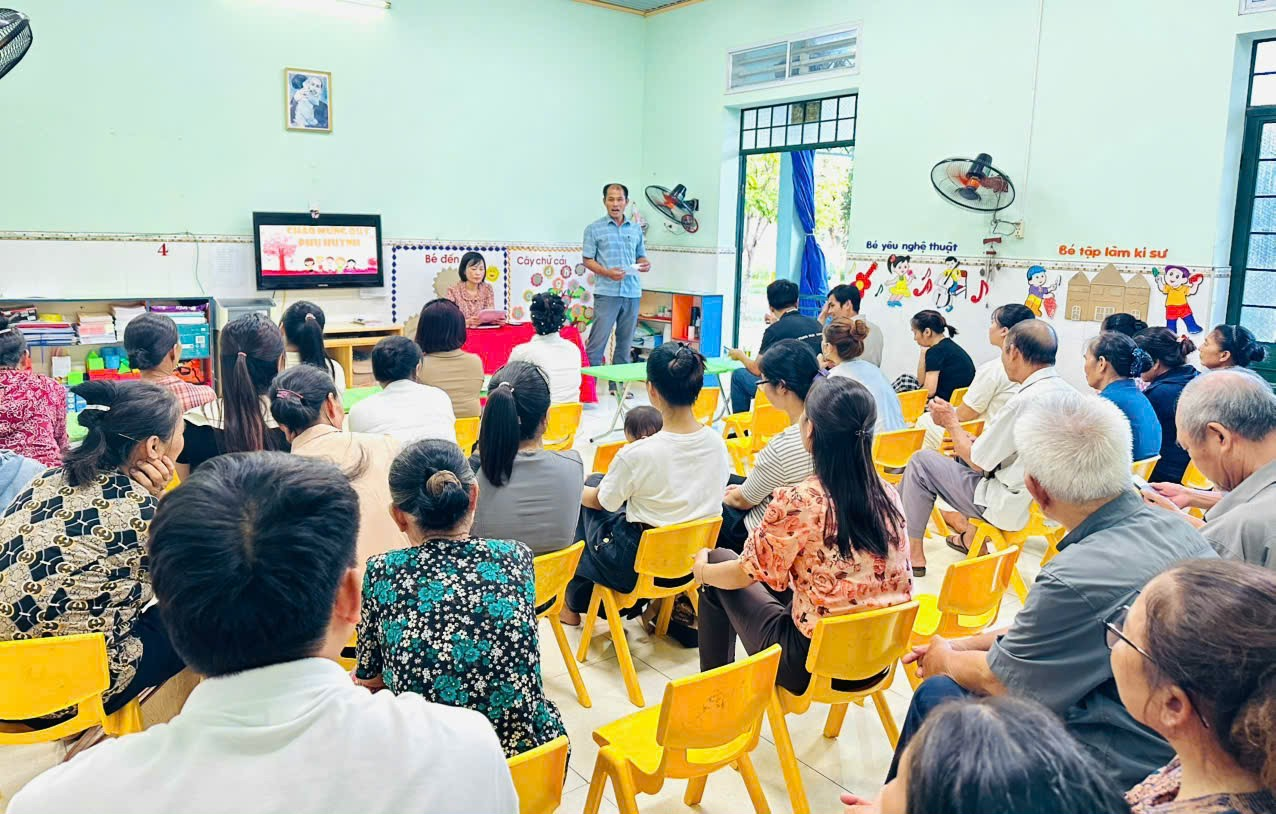 CHÀO MỪNG QUÝ
PHỤ HUYNH
4
Bé đến
Cây chữ cái
Bé yêu nghệ thuật
Bé tập làm kĩ sư